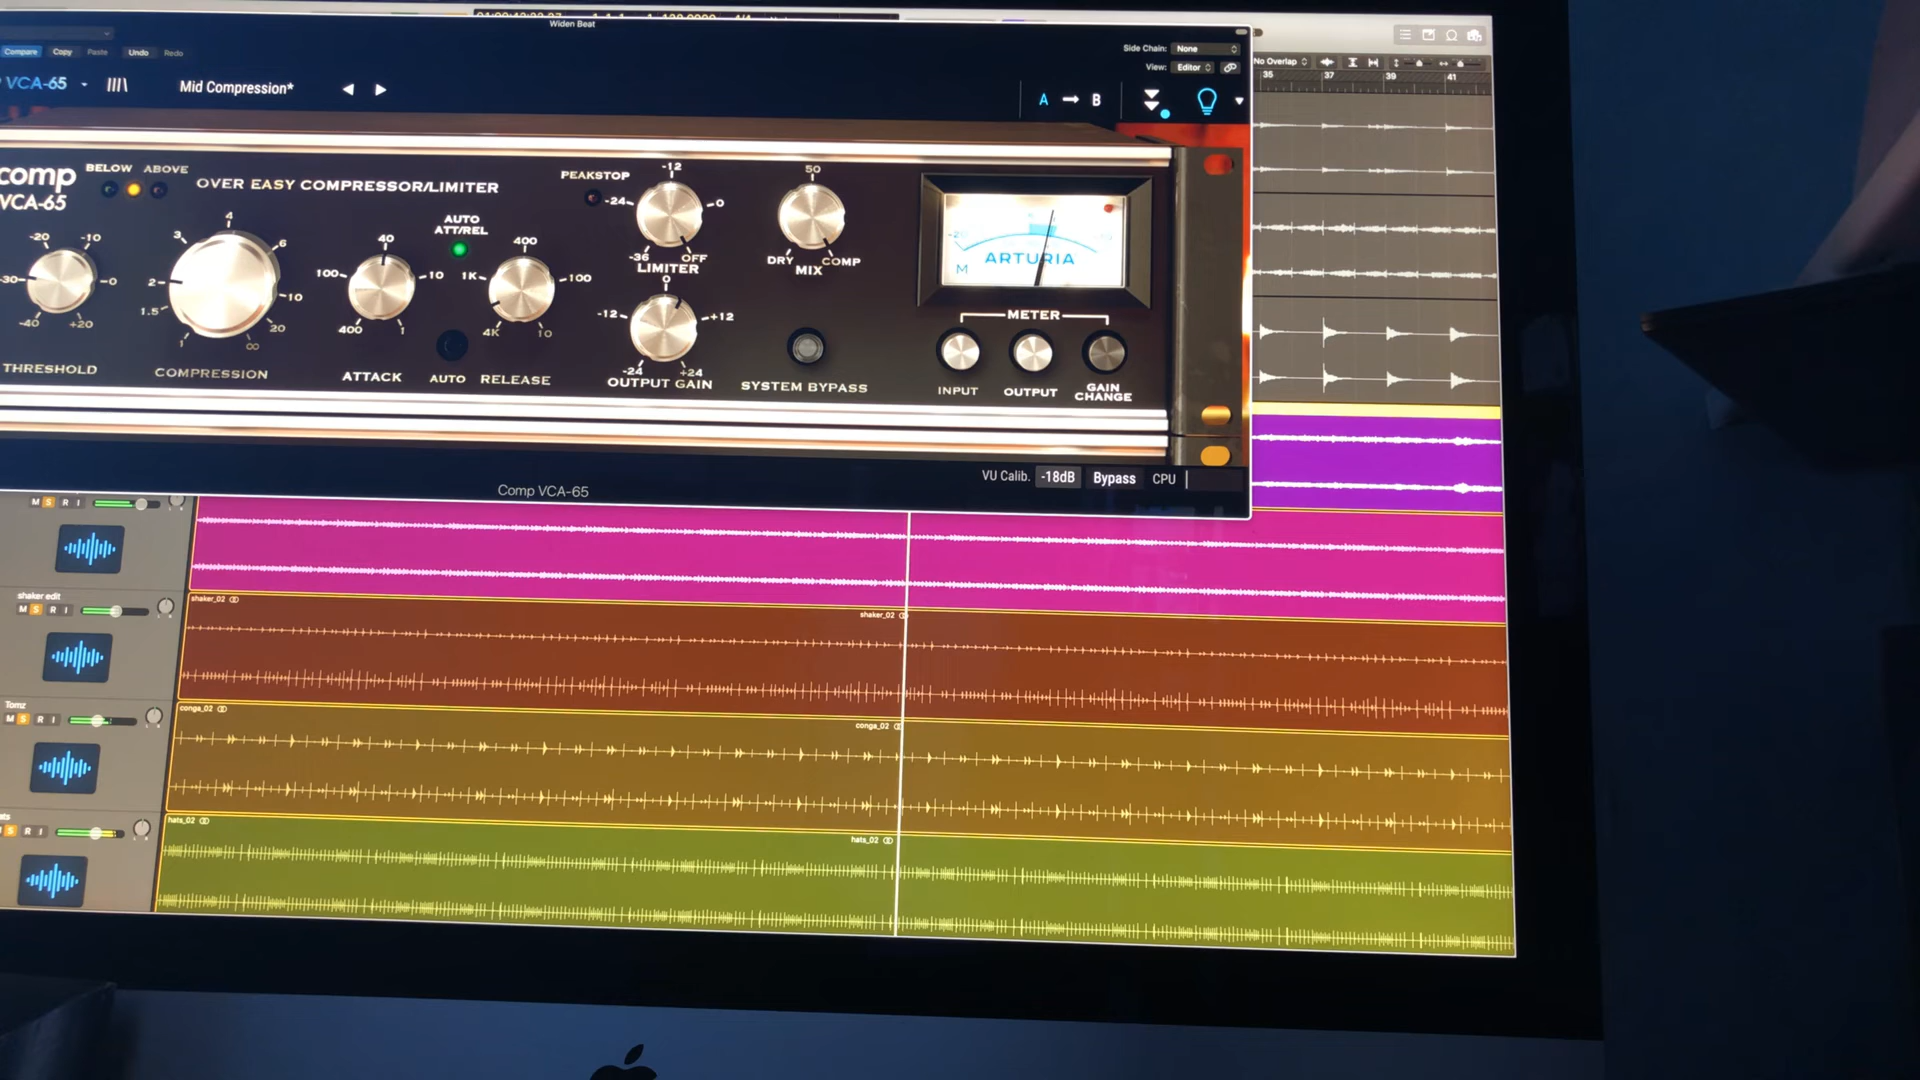 Widen Beat
Compare Copy Paste Undo Redo
Side Chain: None
View: Editor
VCA-65
Mid Compression*
A → B
No Overlap
35 37 39 41
comp
VCA-65
BELOW ABOVE
OVER EASY COMPRESSOR/LIMITER
-20 -10
-30 -0
-40 +20
THRESHOLD
4
3 6
2
1.5 10
1 20
∞
COMPRESSION
AUTO
ATT/REL
40
100 10
400 1
ATTACK
AUTO
400
1K 100
4K 10
RELEASE
PEAKSTOP
-12
-24 -0
-36 OFF
LIMITER
0
-12 +12
-24 +24
OUTPUT GAIN
50
DRY COMP
MIX
SYSTEM BYPASS
-20
M
ARTURIA
METER
INPUT
OUTPUT
GAIN
CHANGE
VU Calib. -18dB Bypass CPU
Comp VCA-65
M S R I
shaker edit
M S R I
shaker_02
shaker_02
Tomz
M S R I
conga_02
conga_02
S R I
hats_02
hats_02